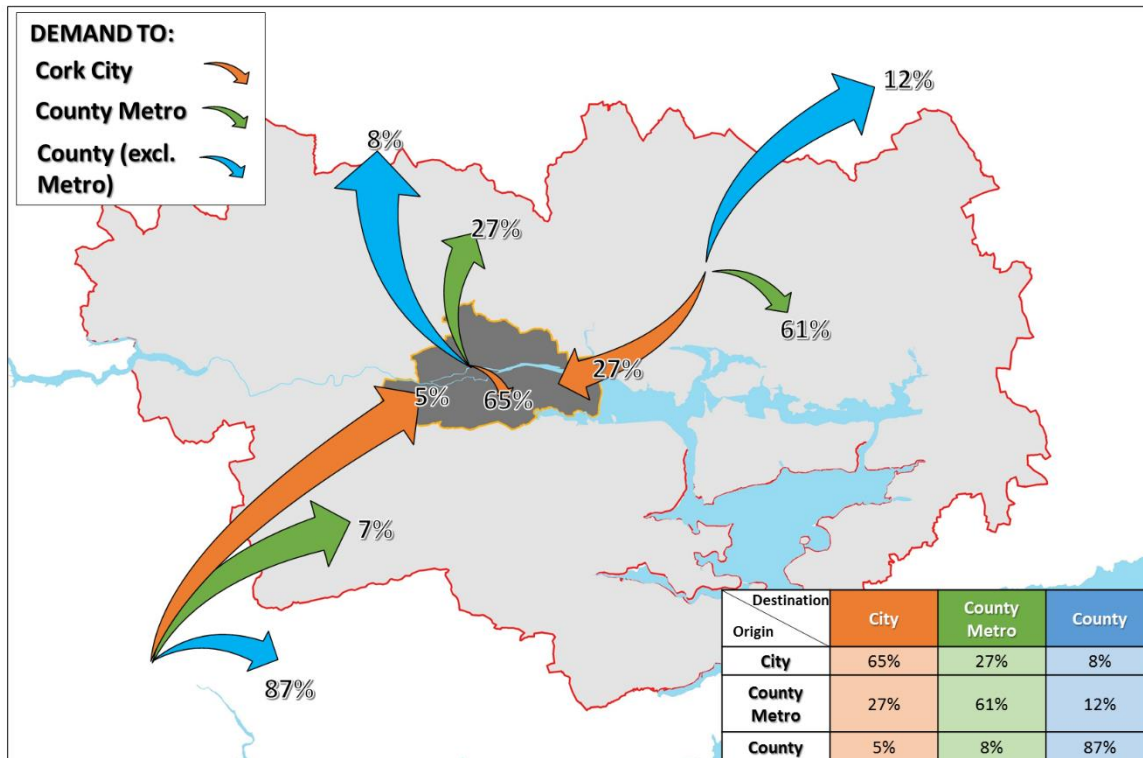 DEMAND TO:
Cork City
County Metro
County (excl.
Metro)
12%
8%
27%
61%
27%
5%
65%
7%
87%
Destination
Origin
City
County
Metro
County
City
65%
27%
8%
County
Metro
27%
61%
12%
County
5%
8%
87%